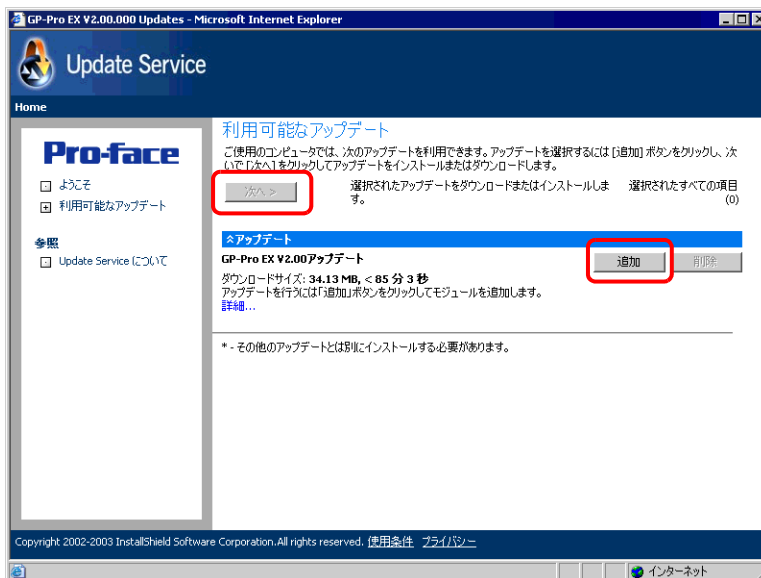 GP-Pro EX V2.00.000 Updates - Microsoft Internet Explorer
Update Service
Home
Pro-face
ようこそ
利用可能なアップデート
参照
Update Service について
利用可能なアップデート
ご使用のコンピュータでは、次のアップデートを利用できます。アップデートを選択するには [追加] ボタンをクリックし、次
いで [次へ] をクリックしてアップデートをインストールまたはダウンロードします。
次へ >
選択されたアップデートをダウンロードまたはインストールしま
す。
選択されたすべての項目
(0)
アップデート
GP-Pro EX V2.00アップデート
追加
削除
ダウンロードサイズ: 34.13 MB, < 85 分 3 秒
アップデートを行うには「追加」ボタンをクリックしてモジュールを追加します。
詳細...
* - その他のアップデートとは別にインストールする必要があります。
Copyright 2002-2003 InstallShield Software Corporation.All rights reserved. 使用条件 プライバシー
インターネット